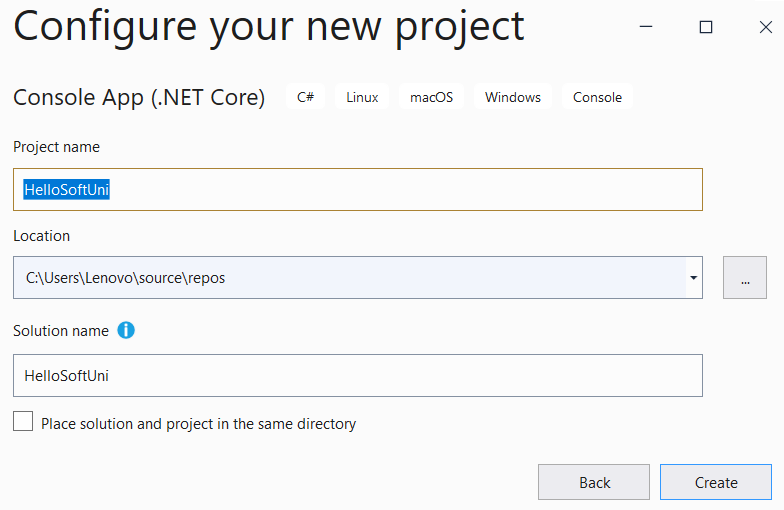 Configure your new project
Console App (.NET Core) C# Linux macOS Windows Console
Project name
HelloSoftUni
Location
C:\Users\Lenovo\source\repos
...
Solution name
HelloSoftUni
Place solution and project in the same directory
Back Create